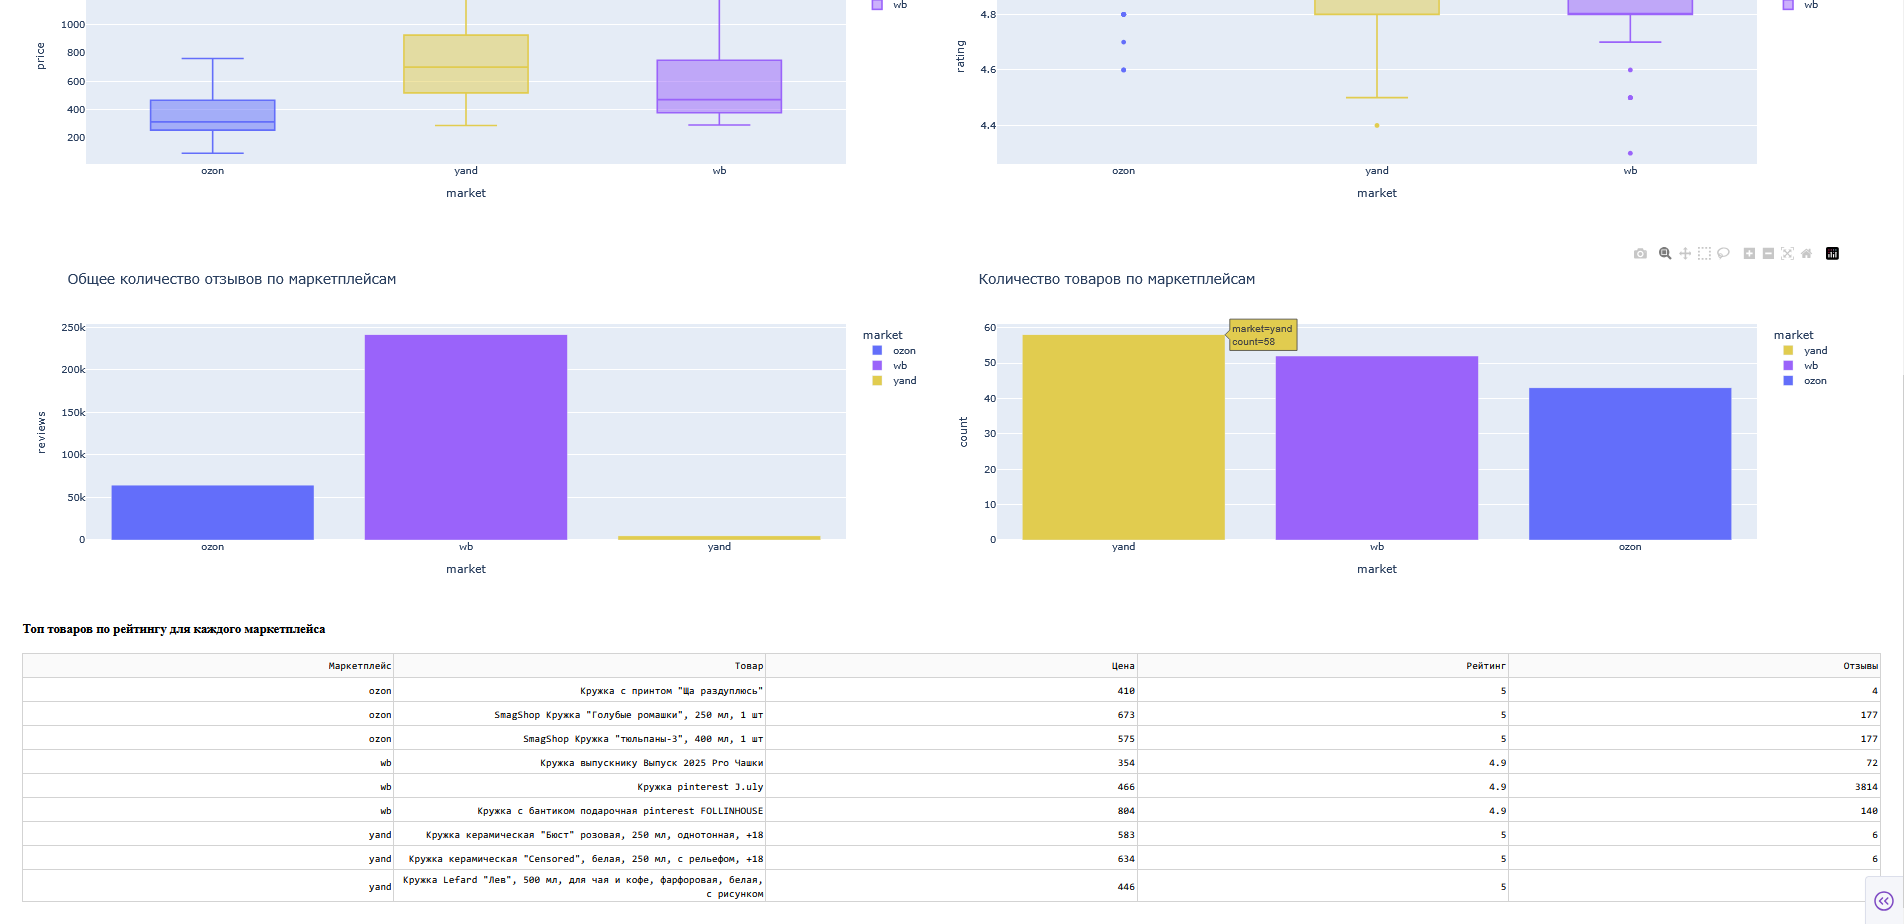 1000
800
600
400
200
price
ozon
yand
wb
market
wb
4.8
4.6
4.4
rating
ozon
yand
wb
market
wb
Общее количество отзывов по маркетплейсам
250k
200k
150k
100k
50k
0
reviews
ozon
wb
yand
market
market
ozon
wb
yand
Количество товаров по маркетплейсам
60
50
40
30
20
10
0
count
market=yand
count=58
yand
wb
ozon
market
market
yand
wb
ozon
Топ товаров по рейтингу для каждого маркетплейса
Маркетплейс Товар Цена Рейтинг Отзывы
ozon Кружка с принтом "Ща раздуплюсь" 410 5 4
ozon SmagShop Кружка "Голубые ромашки", 250 мл, 1 шт 673 5 177
ozon SmagShop Кружка "тюльпаны-3", 400 мл, 1 шт 575 5 177
wb Кружка выпускнику Выпуск 2025 Pro Чашки 354 4.9 72
wb Кружка pinterest J.uly 466 4.9 3814
wb Кружка с бантиком подарочная pinterest FOLLINHOUSE 804 4.9 140
yand Кружка керамическая "Бюст" розовая, 250 мл, однотонная, +18 583 5 6
yand Кружка керамическая "Censored", белая, 250 мл, с рельефом, +18 634 5 6
yand Кружка Lefard "Лев", 500 мл, для чая и кофе, фарфоровая, белая, 446 5
с рисунком